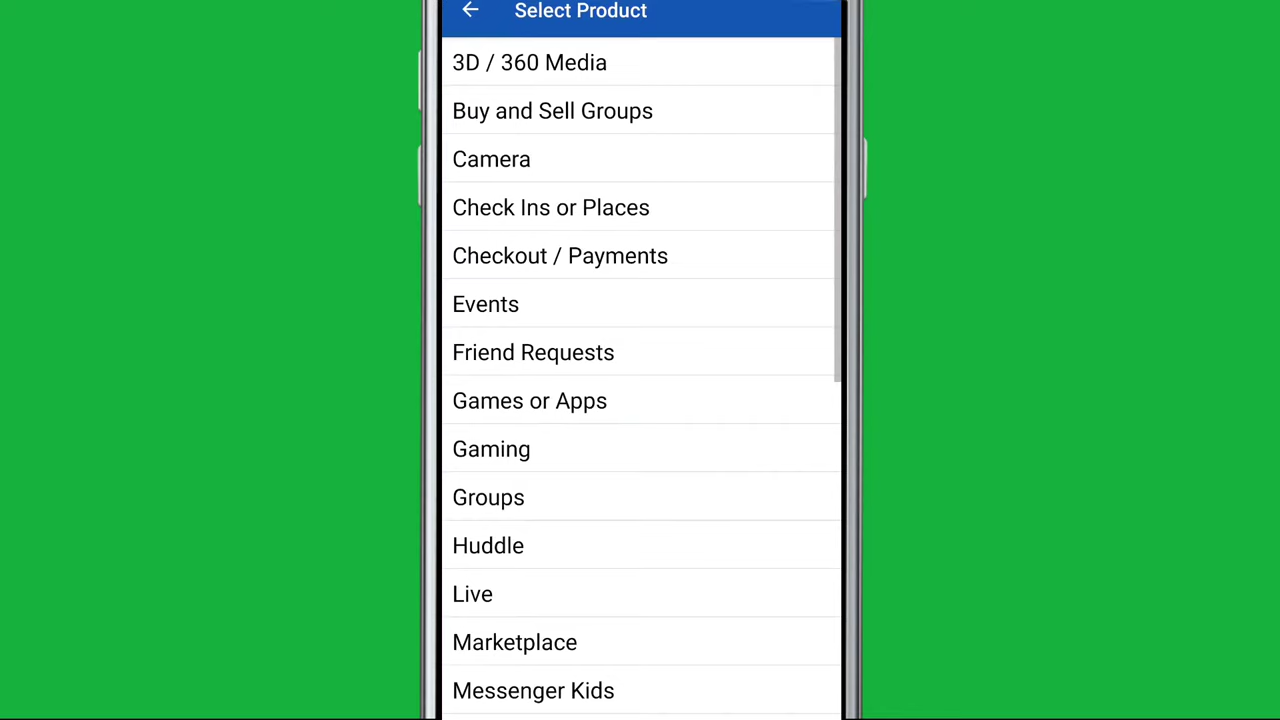 Select Product
3D / 360 Media
Buy and Sell Groups
Camera
Check Ins or Places
Checkout / Payments
Events
Friend Requests
Games or Apps
Gaming
Groups
Huddle
Live
Marketplace
Messenger Kids